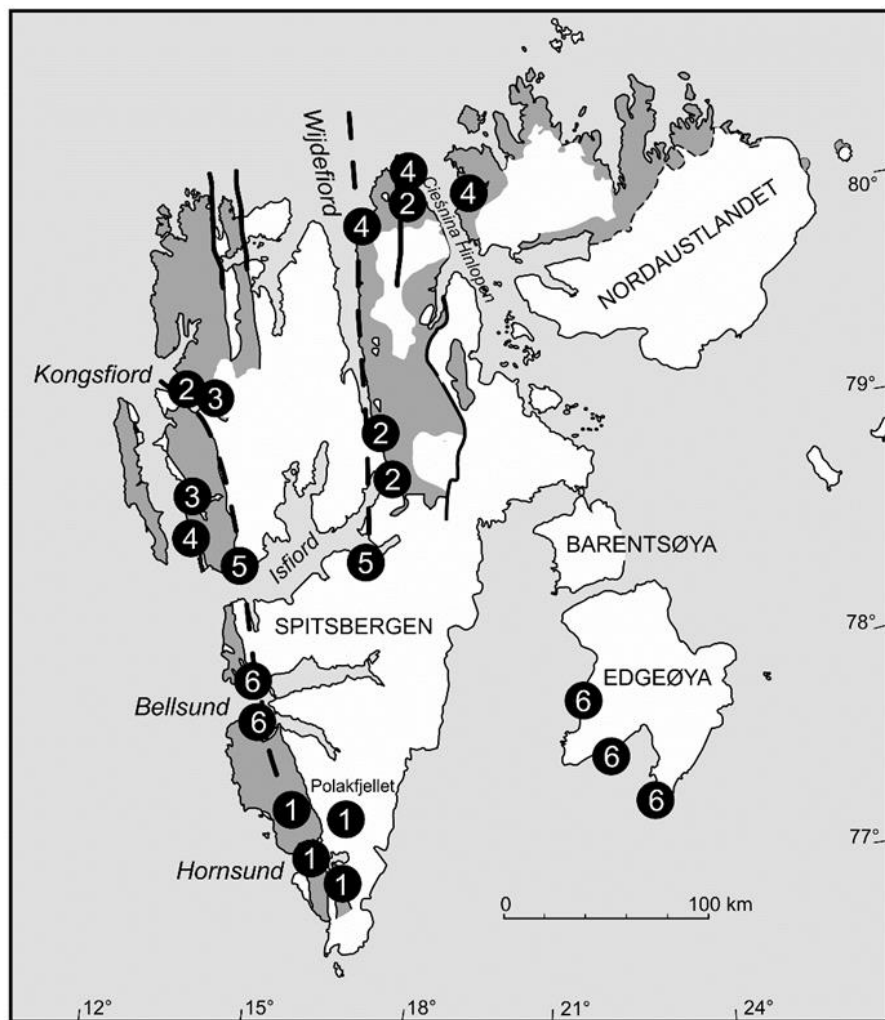 Wijdefiord
4
4
80°
Cieśnina Hinlopen
2
4
NORDAUSTLANDET
79°
Kongsfiord
2
3
2
2
3
4
5
Isfiord
5
BARENTSØYA
78°
SPITSBERGEN
EDGEØYA
6
6
Bellsund
6
6
6
Polakfjellet
1
1
77°
Hornsund
1
1
0
100 km
12°
15°
18°
21°
24°